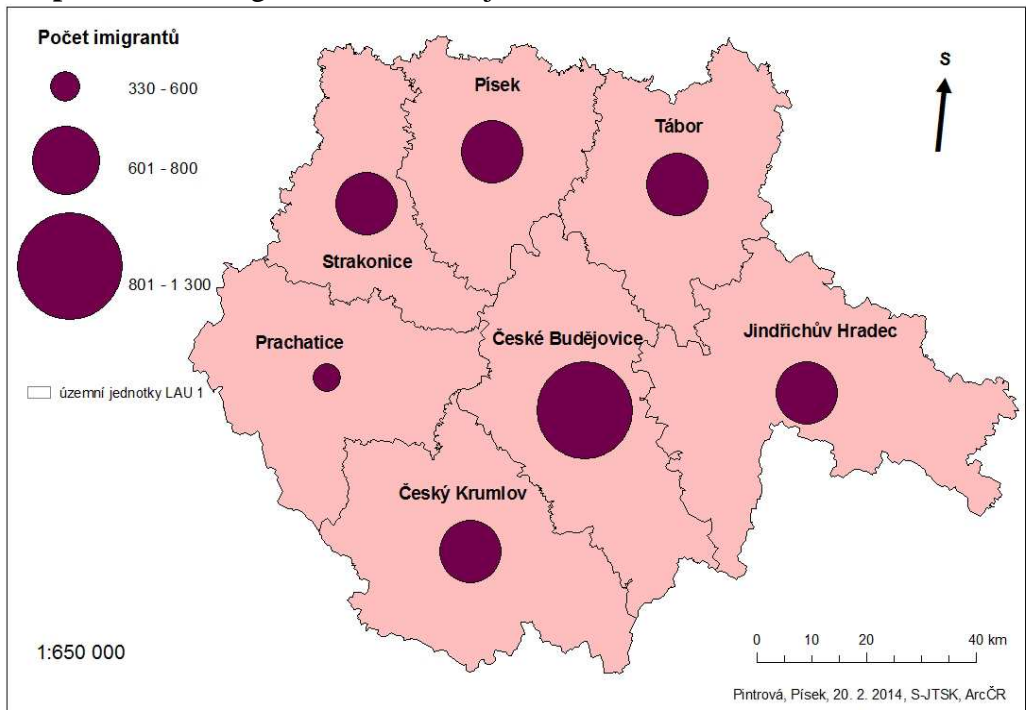 Počet imigrantů
330 - 600
601 - 800
801 - 1 300
územní jednotky LAU 1
1:650 000
Písek
Tábor
Strakonice
Prachatice
České Budějovice
Jindřichův Hradec
Český Krumlov
S
0 10 20 40 km
Pintrová, Písek, 20. 2. 2014, S-JTSK, ArcČR